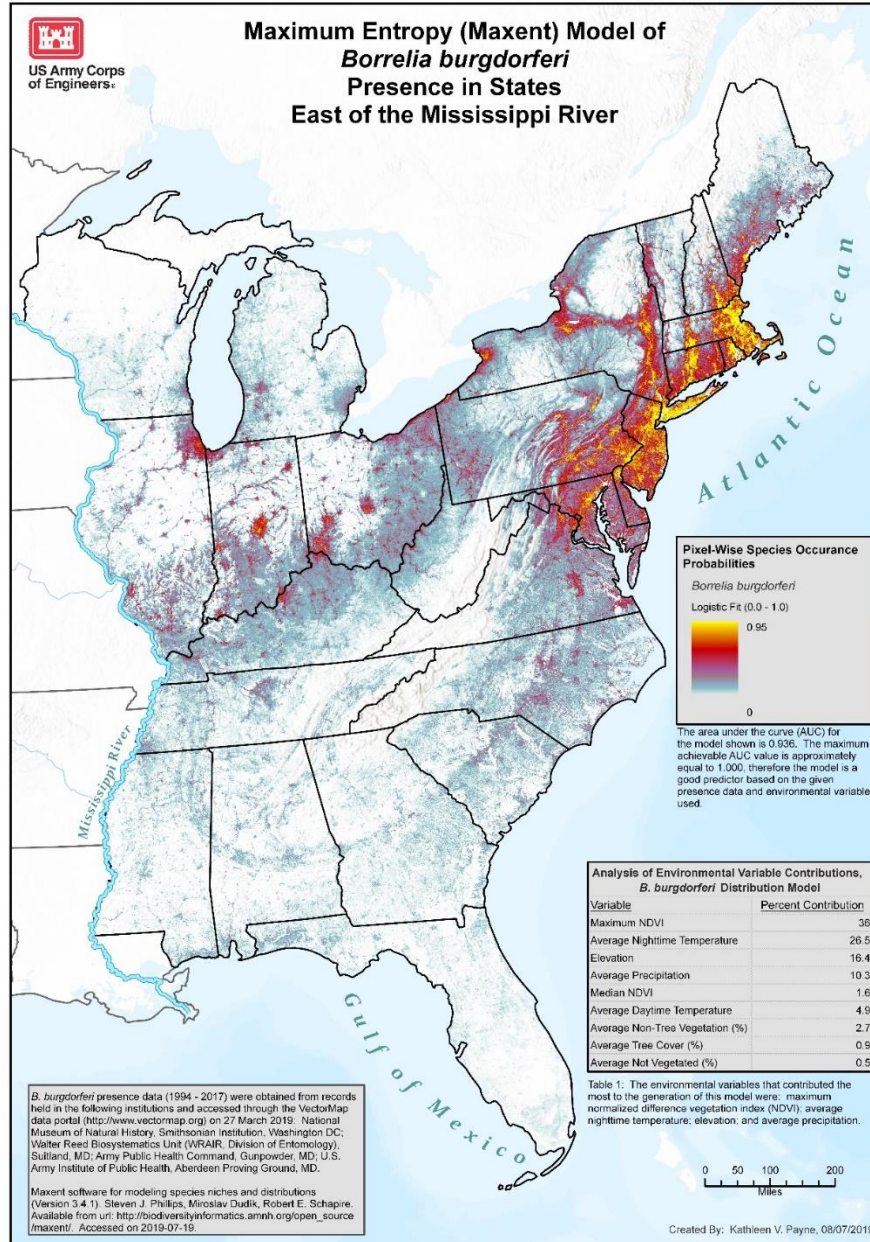 Maximum Entropy (Maxent) Model of
Borrelia burgdorferi
Presence in States
East of the Mississippi River
US Army Corps
of Engineers®
Atlantic Ocean
Pixel-Wise Species Occurance
Probabilities
Borrelia burgdorferi
Logistic Fit (0.0 - 1.0)
0.95
0
The area under the curve (AUC) for
the model shown is 0.936. The maximum
achievable AUC value is approximately
equal to 1.000, therefore the model is a
good predictor based on the given
presence data and environmental variable
used.
Mississippi River
Analysis of Environmental Variable Contributions,
B. burgdorferi Distribution Model
Variable Percent Contribution
Maximum NDVI 36
Average Nighttime Temperature 26.5
Elevation 16.4
Average Precipitation 10.3
Median NDVI 1.6
Average Daytime Temperature 4.9
Average Non-Tree Vegetation (%) 2.7
Average Tree Cover (%) 0.9
Average Not Vegetated (%) 0.5
Table 1: The environmental variables that contributed the
most to the generation of this model were: maximum
normalized difference vegetation index (NDVI); average
nighttime temperature; elevation; and average precipitation.
Gulf of Mexico
B. burgdorferi presence data (1994 - 2017) were obtained from records
held in the following institutions and accessed through the VectorMap
data portal (http://www.vectormap.org) on 27 March 2019: National
Museum of Natural History, Smithsonian Institution, Washington DC;
Walter Reed Biosystematics Unit (WRAIR, Division of Entomology),
Suitland, MD; Army Public Health Command, Gunpowder, MD; U.S.
Army Institute of Public Health, Aberdeen Proving Ground, MD.
Maxent software for modeling species niches and distributions
(Version 3.4.1). Steven J. Phillips, Miroslav Dudík, Robert E. Schapire.
Available from url: http://biodiversityinformatics.amnh.org/open_source
/maxent/. Accessed on 2019-07-19.
0 50 100 200
Miles
Created By: Kathleen V. Payne, 08/07/2019